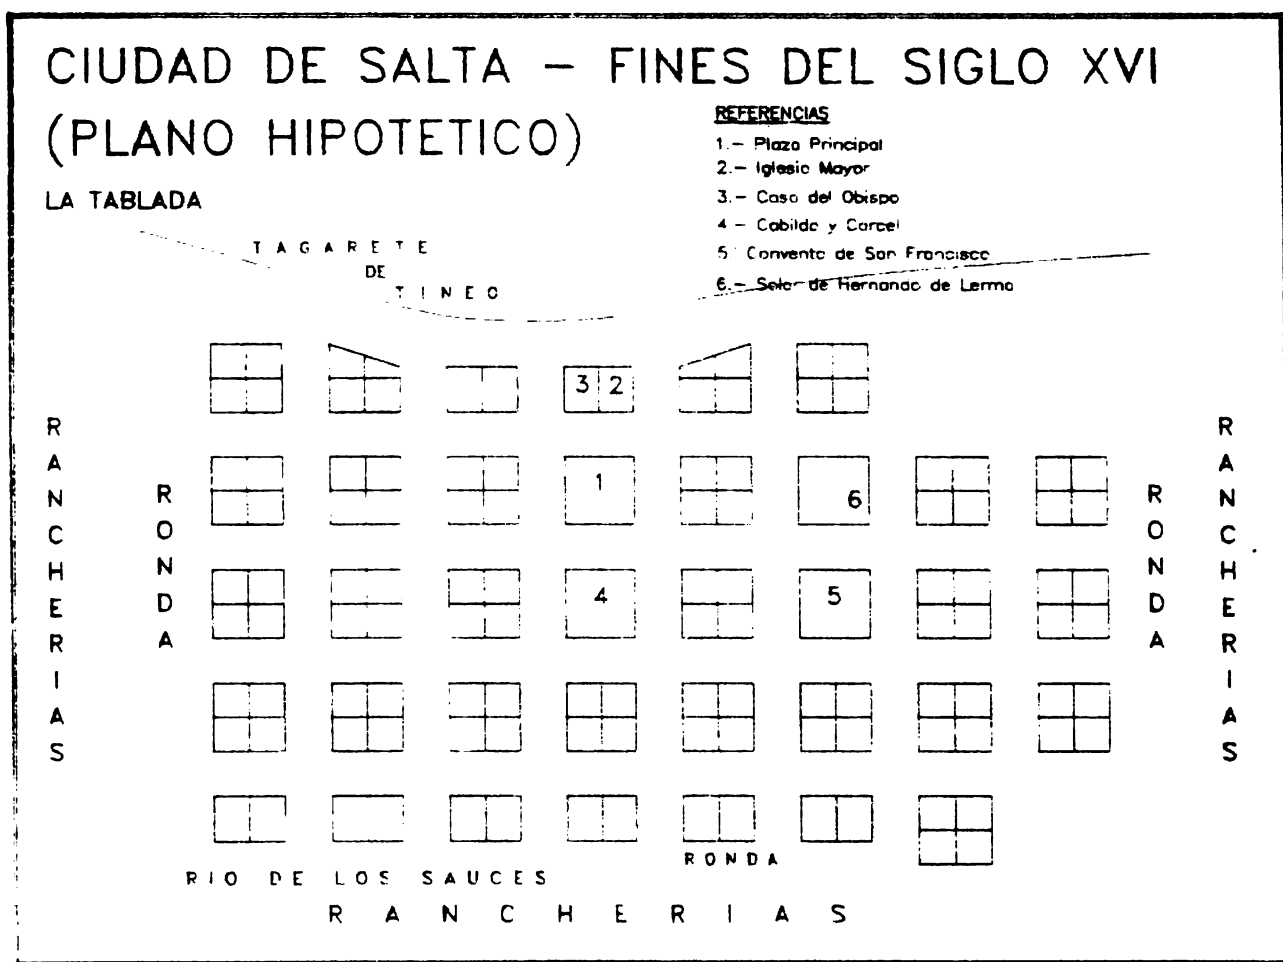 CIUDAD DE SALTA – FINES DEL SIGLO XVI
(PLANO HIPOTETICO)
REFERENCIAS
1.– Plaza Principal
2.– Iglesia Mayor
3.– Casa del Obispo
4 – Cabildo y Carcel
5. Convento de San Francisco
6.– Solar de Hernando de Lerma
LA TABLADA
TAGARETE
DE
TINEO
3 2
1
6
4
5
RANCHERIAS
RONDA
RONDA
RANCHERIAS
RONDA
RIO DE LOS SAUCES
RANCHERIAS